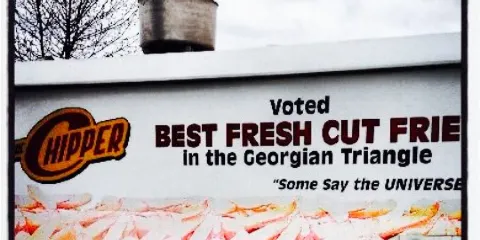 CHIPPER
Voted
BEST FRESH CUT FRIE
in the Georgian Triangle
"Some Say the UNIVERSE